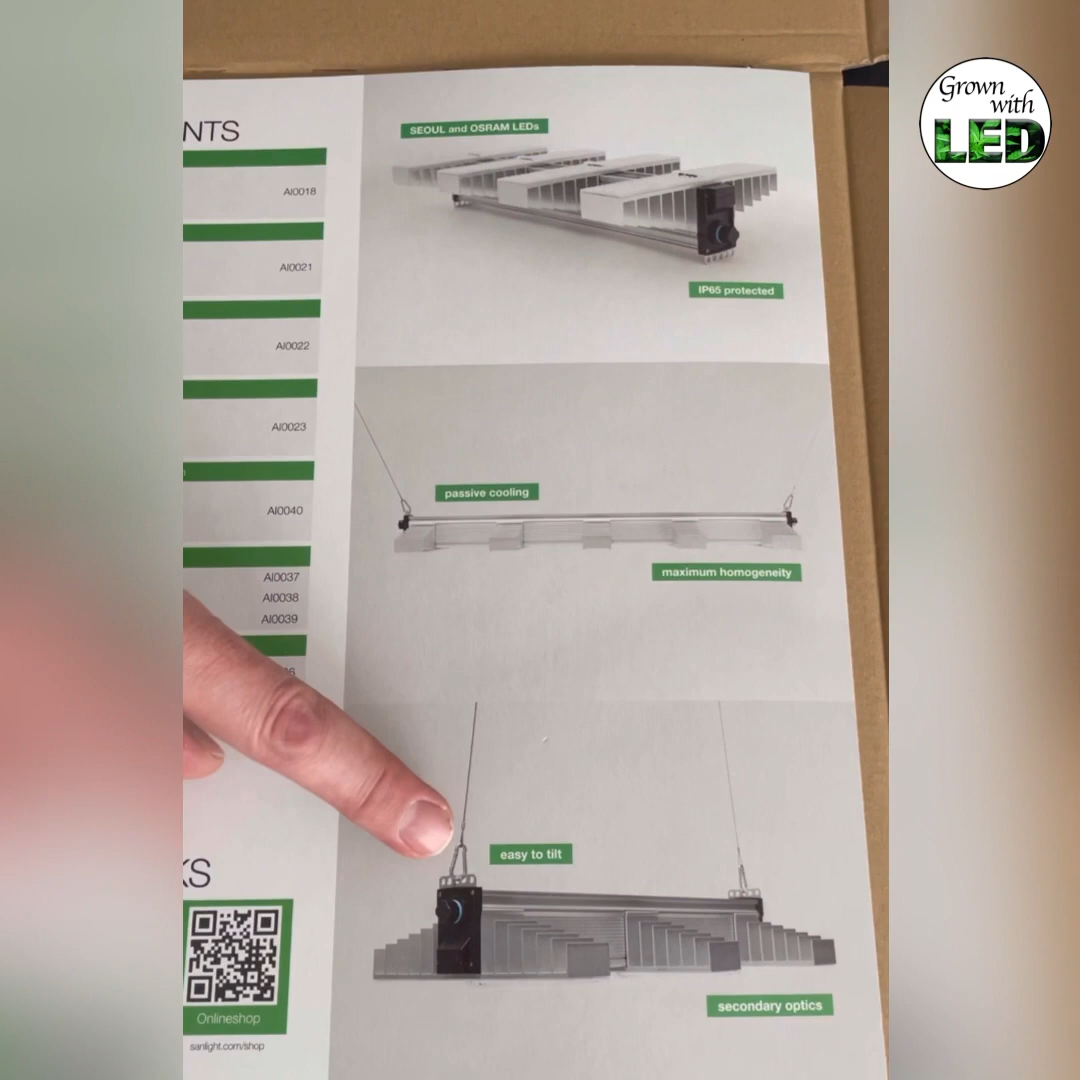 Grown
with
LED
NTS
AI0018
AI0021
AI0022
AI0023
AI0040
AI0037
AI0038
AI0039
KS
Onlineshop
sanlight.com/shop
SEOUL and OSRAM LEDs
IP65 protected
passive cooling
maximum homogeneity
easy to tilt
secondary optics